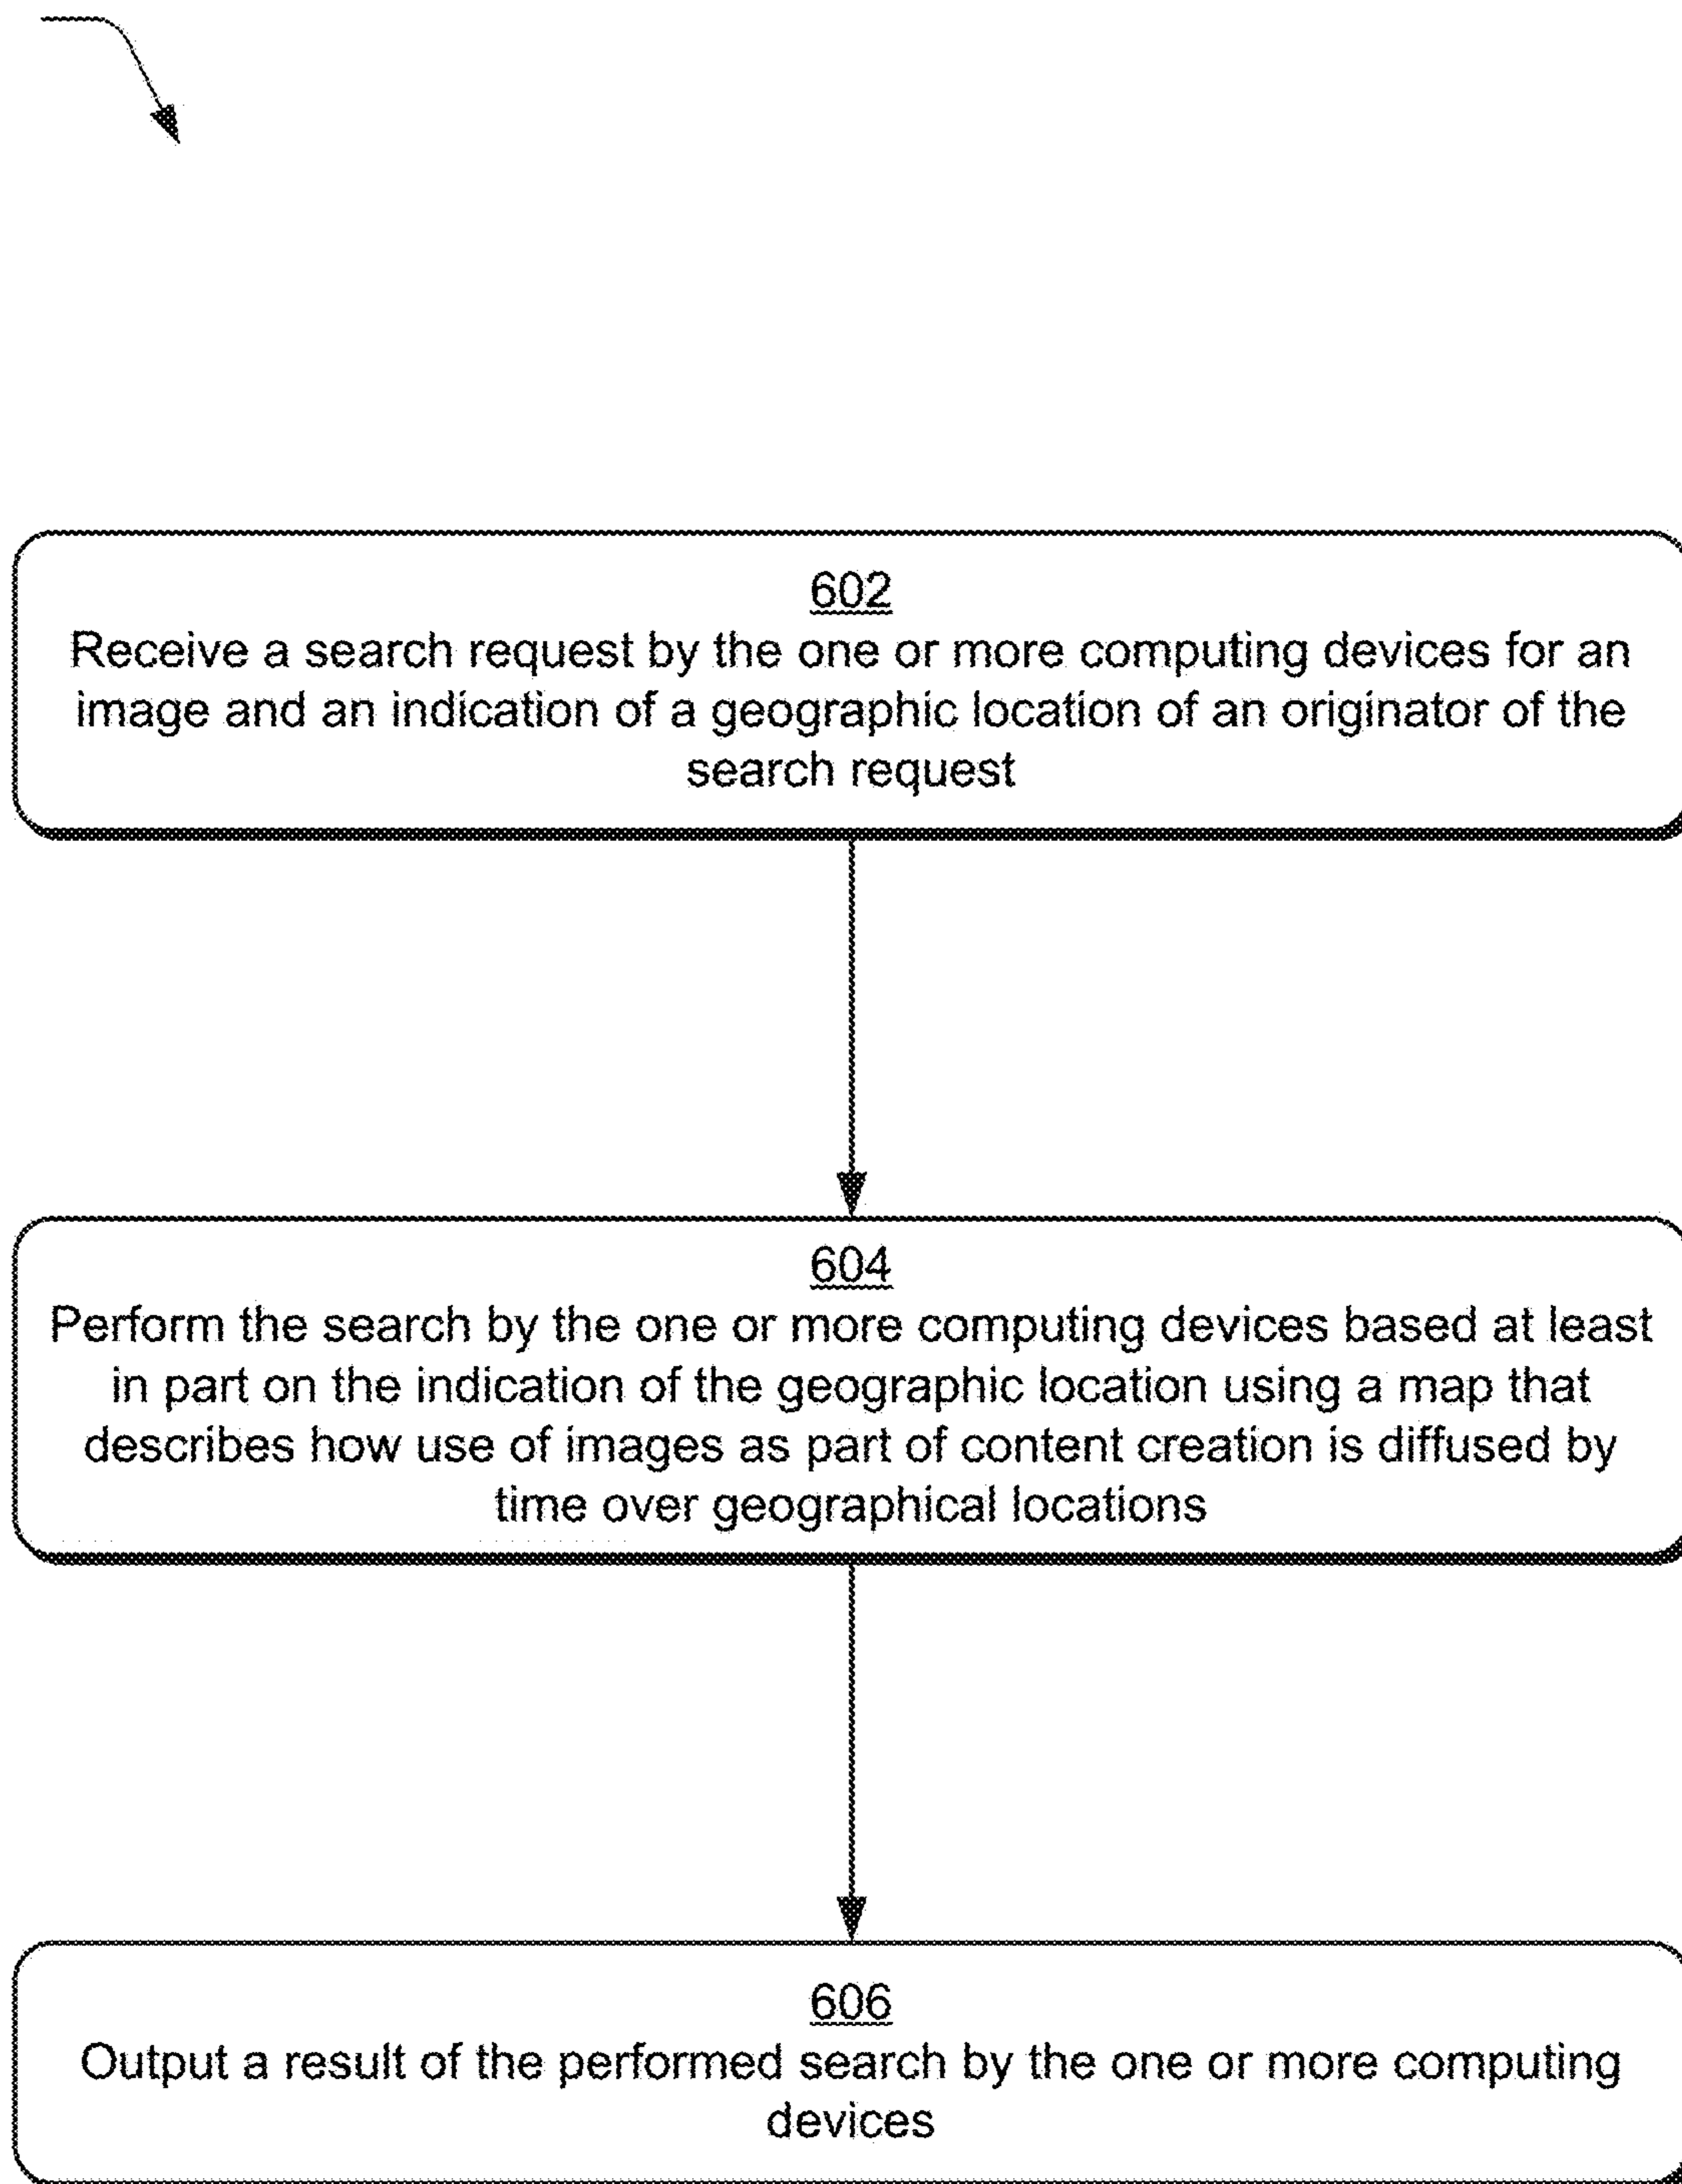 602
Receive a search request by the one or more computing devices for an
image and an indication of a geographic location of an originator of the
search request
604
Perform the search by the one or more computing devices based at least
in part on the indication of the geographic location using a map that
describes how use of images as part of content creation is diffused by
time over geographical locations
606
Output a result of the performed search by the one or more computing
devices